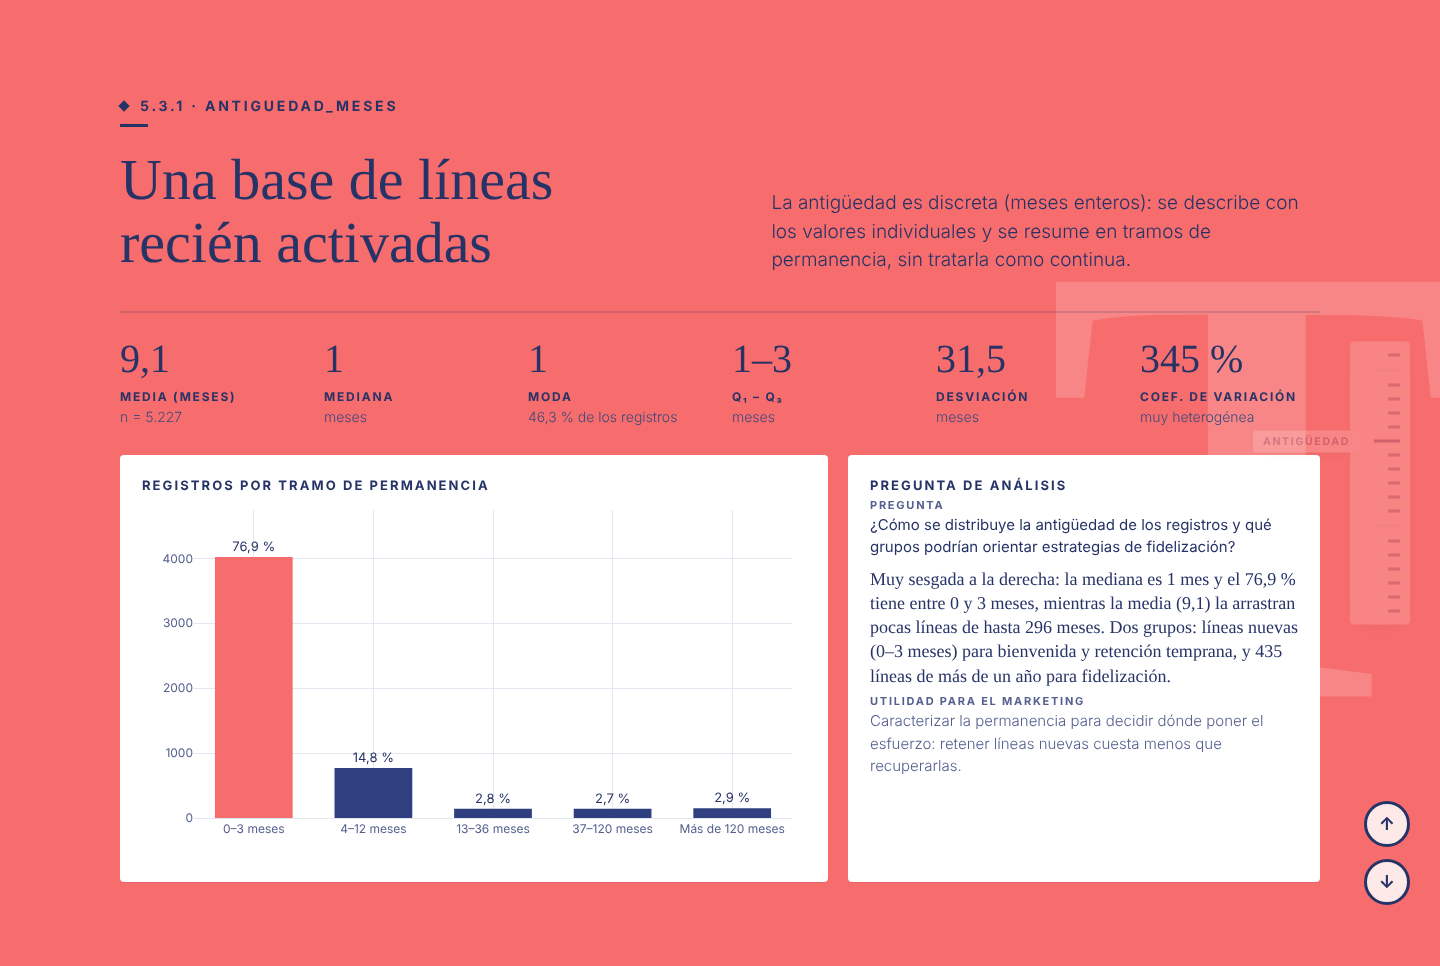 5.3.1 · ANTIGUEDAD_MESES
Una base de líneas
recién activadas
La antigüedad es discreta (meses enteros): se describe con
los valores individuales y se resume en tramos de
permanencia, sin tratarla como continua.
9,1
MEDIA (MESES)
n = 5.227
1
MEDIANA
meses
1
MODA
46,3 % de los registros
1–3
Q₁ – Q₃
meses
31,5
DESVIACIÓN
meses
345 %
COEF. DE VARIACIÓN
muy heterogénea
T
ANTIGÜEDAD
REGISTROS POR TRAMO DE PERMANENCIA
4000
3000
2000
1000
0
76,9 %
14,8 %
2,8 %
2,7 %
2,9 %
0–3 meses
4–12 meses
13–36 meses
37–120 meses
Más de 120 meses
PREGUNTA DE ANÁLISIS
PREGUNTA
¿Cómo se distribuye la antigüedad de los registros y qué
grupos podrían orientar estrategias de fidelización?
Muy sesgada a la derecha: la mediana es 1 mes y el 76,9 %
tiene entre 0 y 3 meses, mientras la media (9,1) la arrastran
pocas líneas de hasta 296 meses. Dos grupos: líneas nuevas
(0–3 meses) para bienvenida y retención temprana, y 435
líneas de más de un año para fidelización.
UTILIDAD PARA EL MARKETING
Caracterizar la permanencia para decidir dónde poner el
esfuerzo: retener líneas nuevas cuesta menos que
recuperarlas.